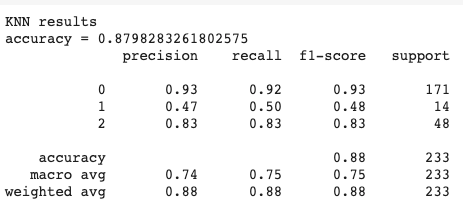 KNN results
accuracy = 0.8798283261802575
precision recall f1-score support
0 0.93 0.92 0.93 171
1 0.47 0.50 0.48 14
2 0.83 0.83 0.83 48
accuracy 0.88 233
macro avg 0.74 0.75 0.75 233
weighted avg 0.88 0.88 0.88 233